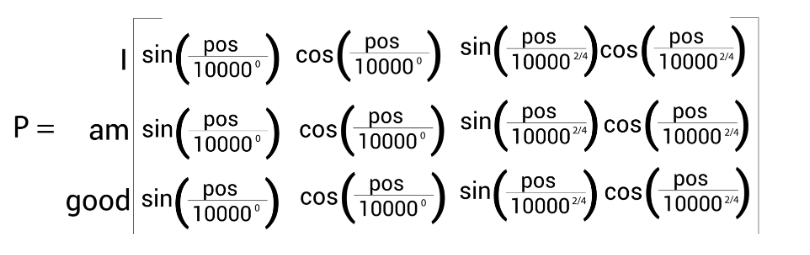 I sin(pos/10000^0) cos(pos/10000^0) sin(pos/10000^2/4) cos(pos/10000^2/4)
P = am sin(pos/10000^0) cos(pos/10000^0) sin(pos/10000^2/4) cos(pos/10000^2/4)
good sin(pos/10000^0) cos(pos/10000^0) sin(pos/10000^2/4) cos(pos/10000^2/4)